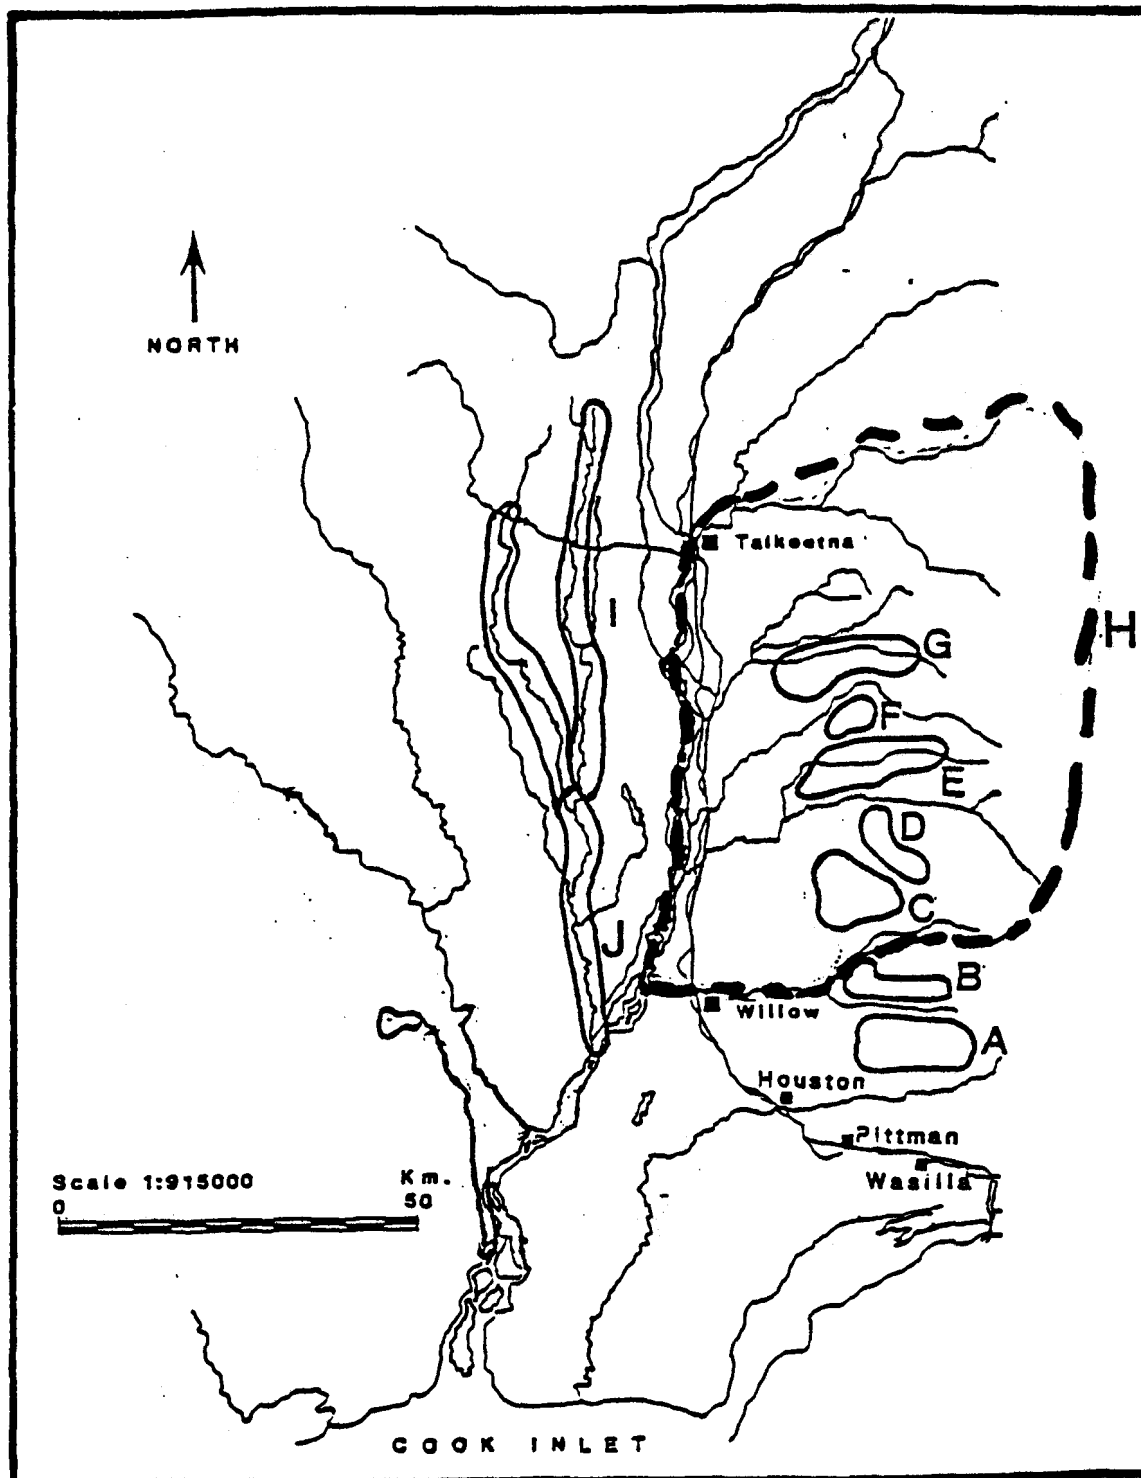 NORTH
Talkeetna
H
I
G
F
E
D
C
J
B
Willow
A
Houston
Pittman
Wasilla
Scale 1:915000
Km.
0
50
COOK INLET